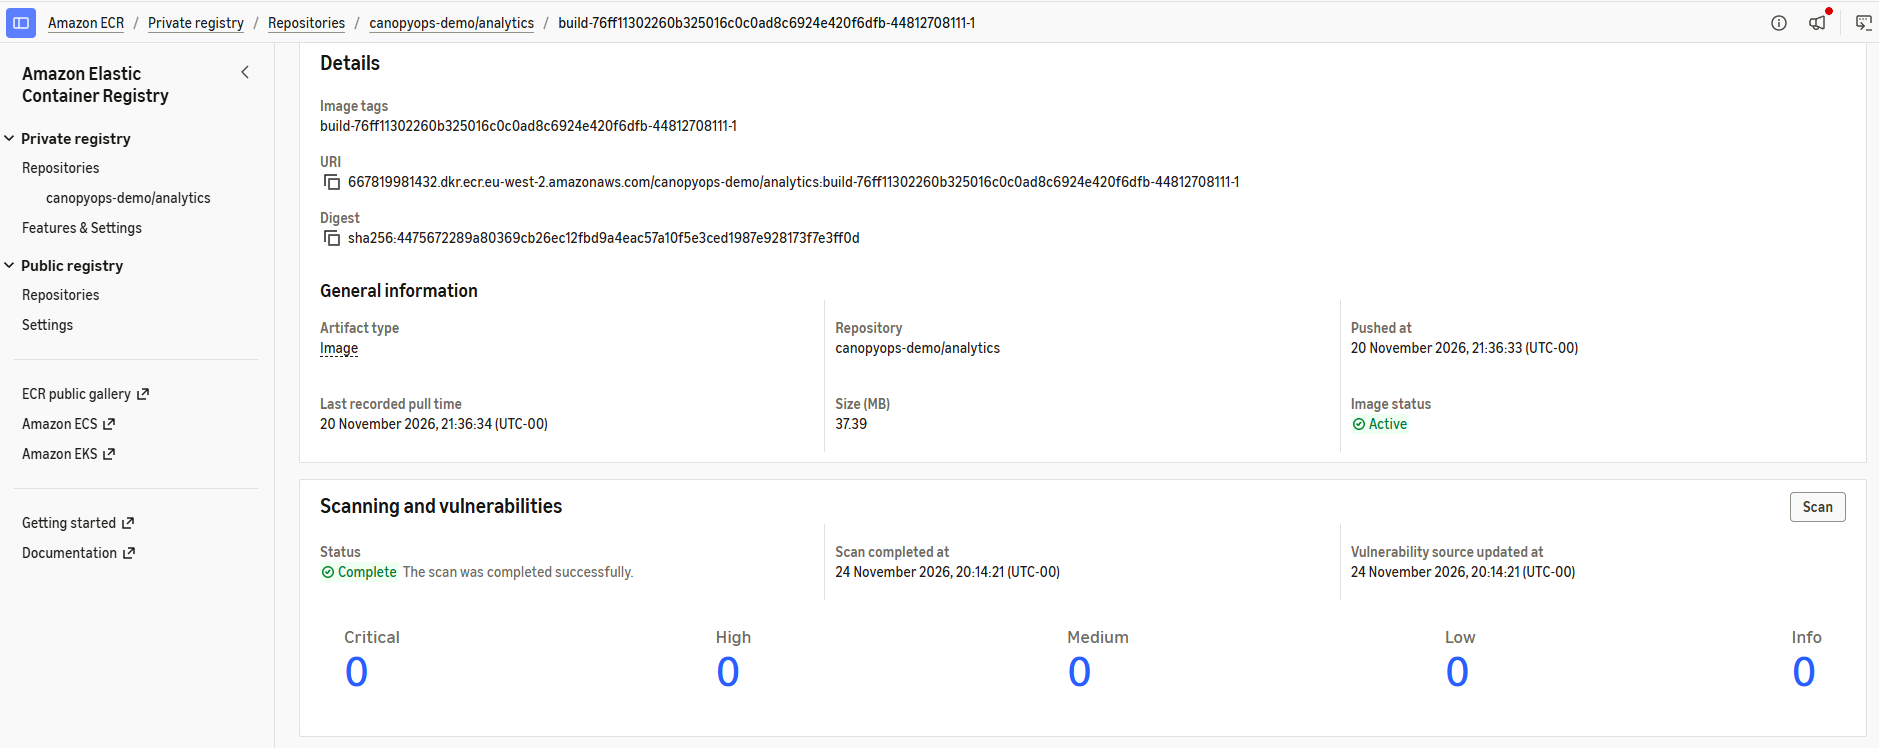 Amazon ECR / Private registry / Repositories / canopyops-demo/analytics / build-76ff11302260b325016c0c0ad8c6924e420f6dfb-44812708111-1
Amazon Elastic
Container Registry
Private registry
Repositories
canopyops-demo/analytics
Features & Settings
Public registry
Repositories
Settings
ECR public gallery
Amazon ECS
Amazon EKS
Getting started
Documentation
Details
Image tags
build-76ff11302260b325016c0c0ad8c6924e420f6dfb-44812708111-1
URI
667819981432.dkr.ecr.eu-west-2.amazonaws.com/canopyops-demo/analytics:build-76ff11302260b325016c0c0ad8c6924e420f6dfb-44812708111-1
Digest
sha256:4475672289a80369cb26ec12fbd9a4eac57a10f5e3ced1987e928173f7e3ff0d
General information
Artifact type
Image
Repository
canopyops-demo/analytics
Pushed at
20 November 2026, 21:36:33 (UTC-00)
Last recorded pull time
20 November 2026, 21:36:34 (UTC-00)
Size (MB)
37.39
Image status
Active
Scanning and vulnerabilities
Scan
Status
Complete The scan was completed successfully.
Scan completed at
24 November 2026, 20:14:21 (UTC-00)
Vulnerability source updated at
24 November 2026, 20:14:21 (UTC-00)
Critical
0
High
0
Medium
0
Low
0
Info
0